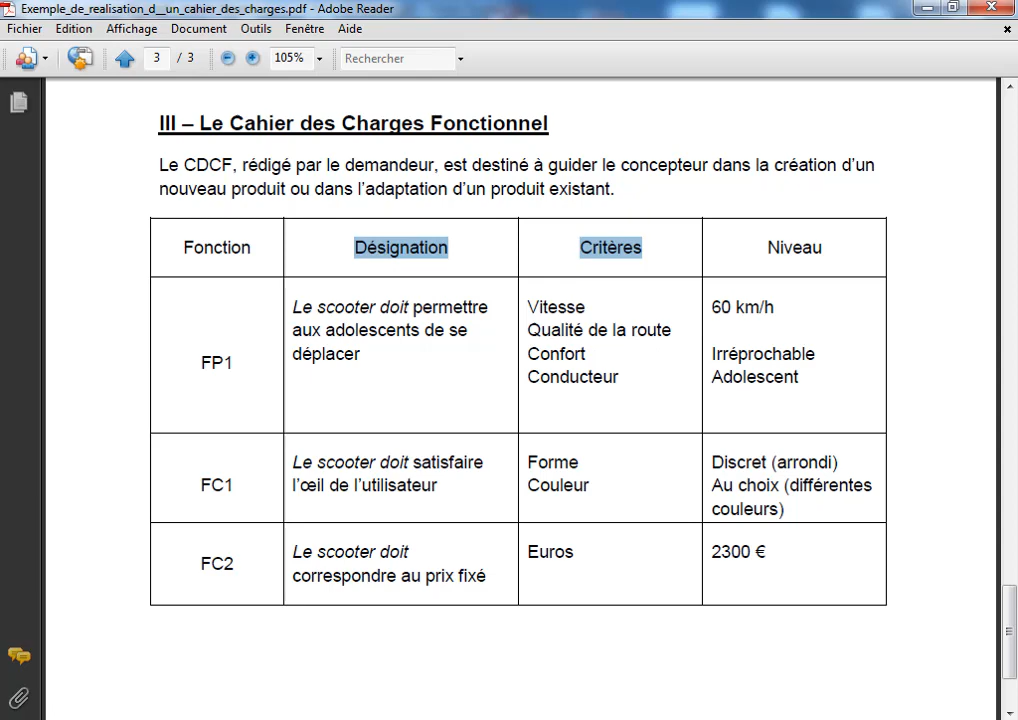 Exemple_de_realisation_d__un_cahier_des_charges.pdf - Adobe Reader
Fichier Edition Affichage Document Outils Fenêtre Aide
3 / 3 105% Rechercher
III – Le Cahier des Charges Fonctionnel
Le CDCF, rédigé par le demandeur, est destiné à guider le concepteur dans la création d’un
nouveau produit ou dans l’adaptation d’un produit existant.
Fonction Désignation Critères Niveau
FP1
Le scooter doit permettre
aux adolescents de se
déplacer
Vitesse
Qualité de la route
Confort
Conducteur
60 km/h
Irréprochable
Adolescent
FC1
Le scooter doit satisfaire
l’œil de l’utilisateur
Forme
Couleur
Discret (arrondi)
Au choix (différentes
couleurs)
FC2
Le scooter doit
correspondre au prix fixé
Euros
2300 €